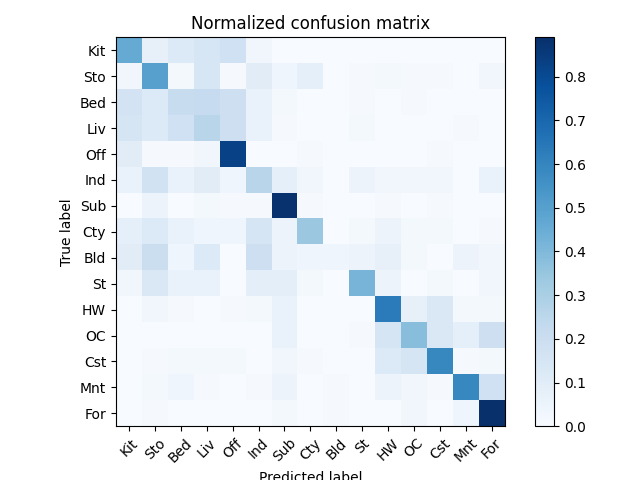 Normalized confusion matrix
True label
Kit
Sto
Bed
Liv
Off
Ind
Sub
Cty
Bld
St
HW
OC
Cst
Mnt
For
Kit Sto Bed Liv Off Ind Sub Cty Bld St HW OC Cst Mnt For
Predicted label
0.8
0.7
0.6
0.5
0.4
0.3
0.2
0.1
0.0